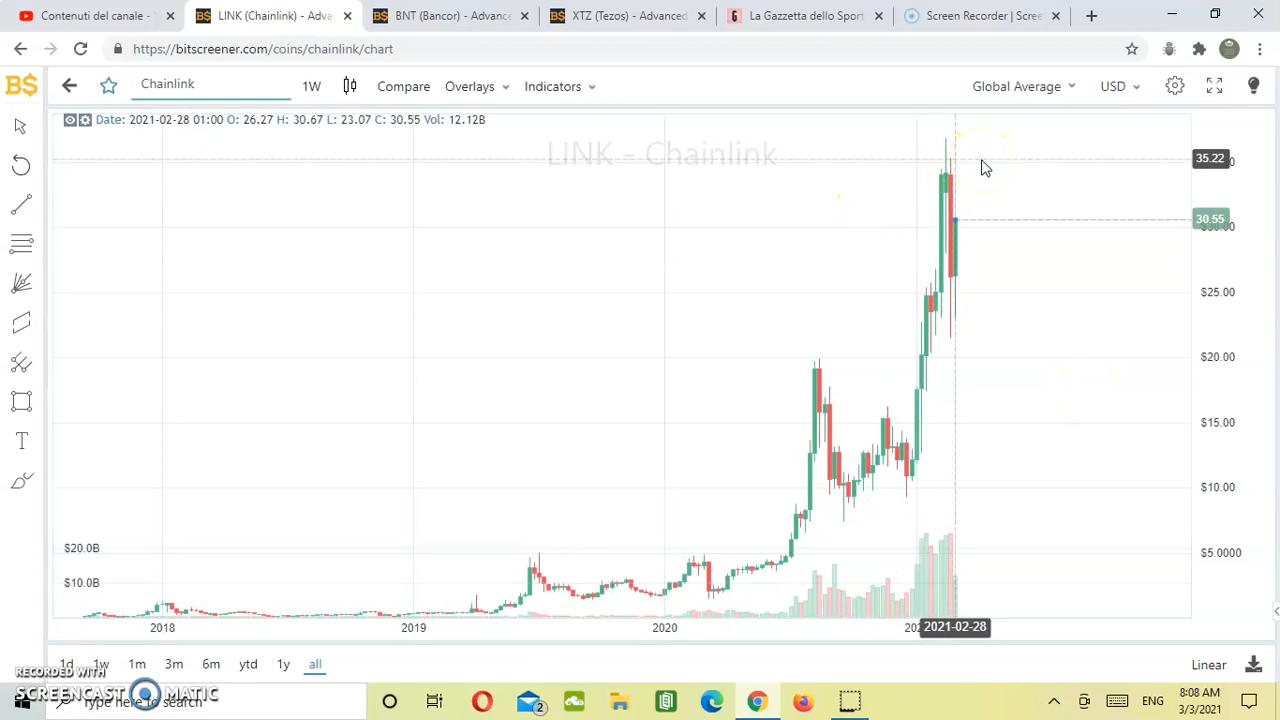 Contenuti del canale -
LINK (Chainlink) - Adva
BNT (Bancor) - Advance
XTZ (Tezos) - Advanced
La Gazzetta dello Sport
Screen Recorder | Scree
https://bitscreener.com/coins/chainlink/chart
B$
Chainlink
1W
Compare
Overlays
Indicators
Global Average
USD
Date: 2021-02-28 01:00 O: 26.27 H: 30.67 L: 23.07 C: 30.55 Vol: 12.12B
LINK - Chainlink
35.22
30.55
$25.00
$20.00
$15.00
T
$10.00
$20.0B
$5.0000
$10.0B
2018
2019
2020
2021-02-28
1d
1w
1m
3m
6m
ytd
1y
all
Linear
RECORDED WITH
SCREENCAST MATIC
Type here to search
2
ENG
8:08 AM
3/3/2021